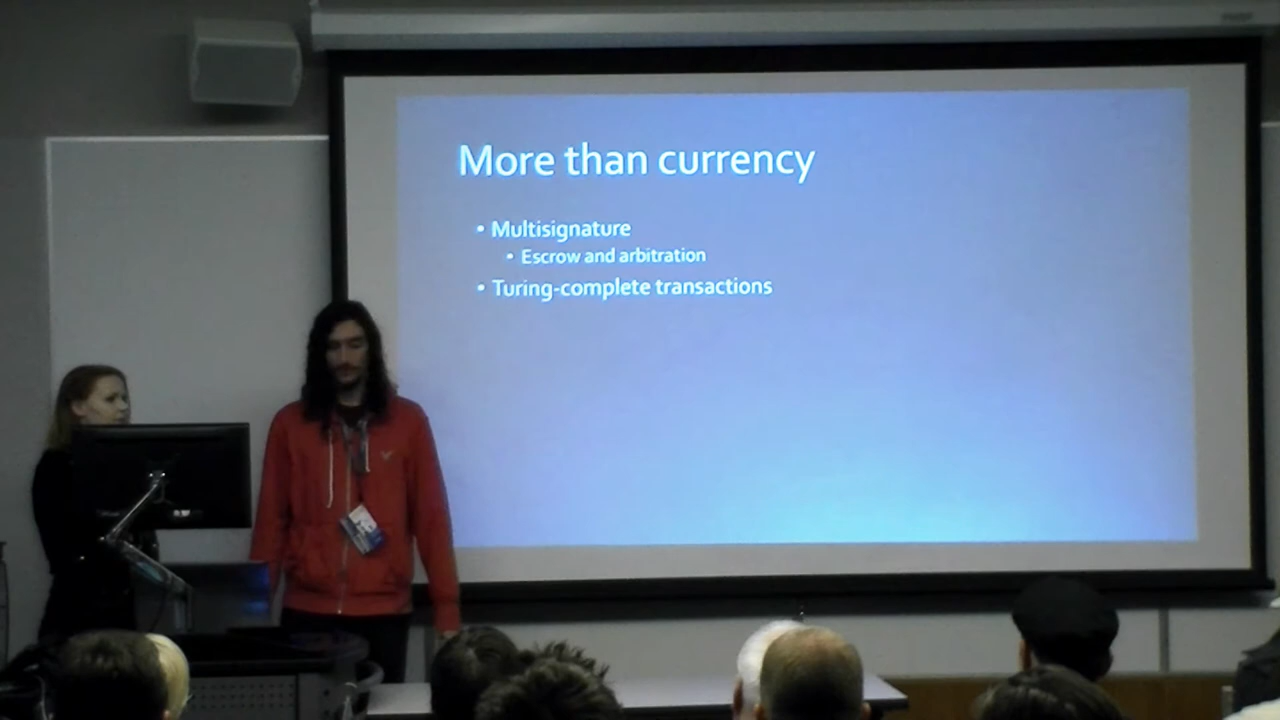 More than currency
• Multisignature
• Escrow and arbitration
• Turing-complete transactions